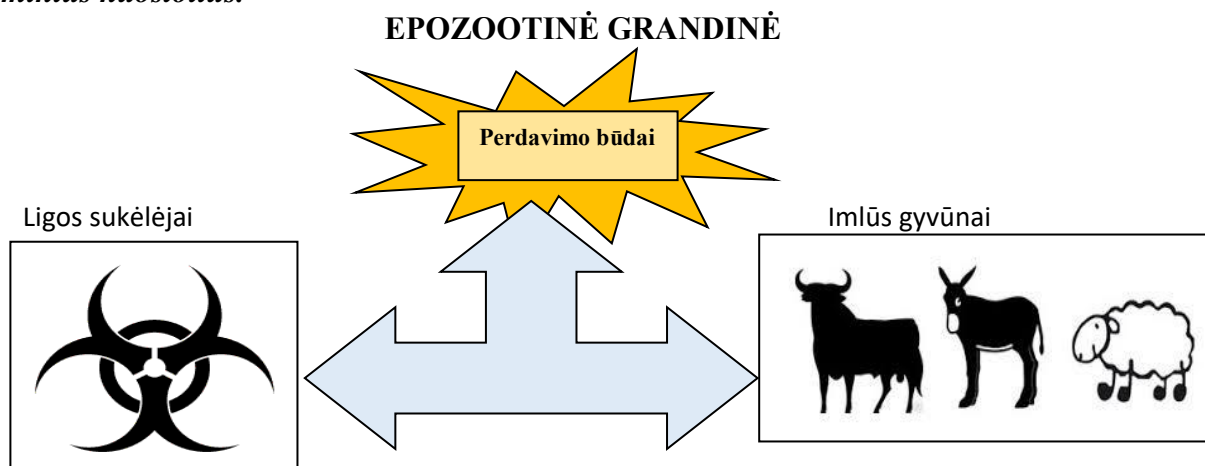 EPOZOOTINĖ GRANDINĖ
Perdavimo būdai
Ligos sukėlėjai
Imlūs gyvūnai